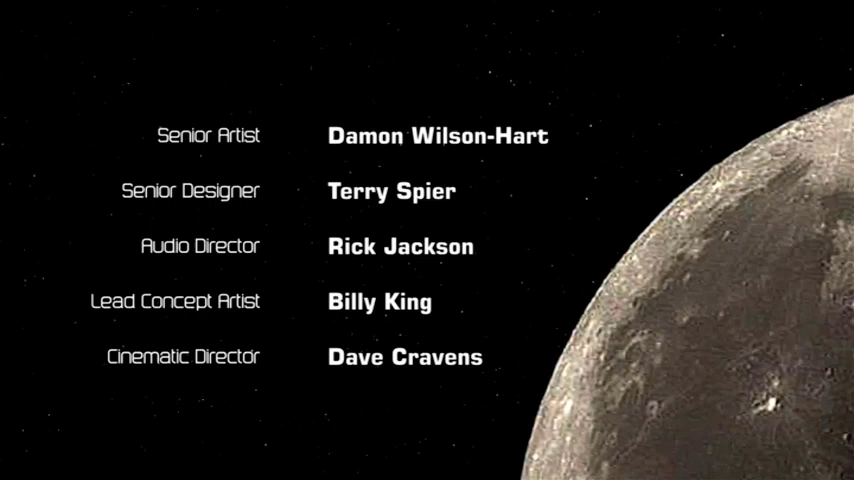 Senior Artist Damon Wilson-Hart
Senior Designer Terry Spier
Audio Director Rick Jackson
Lead Concept Artist Billy King
Cinematic Director Dave Cravens